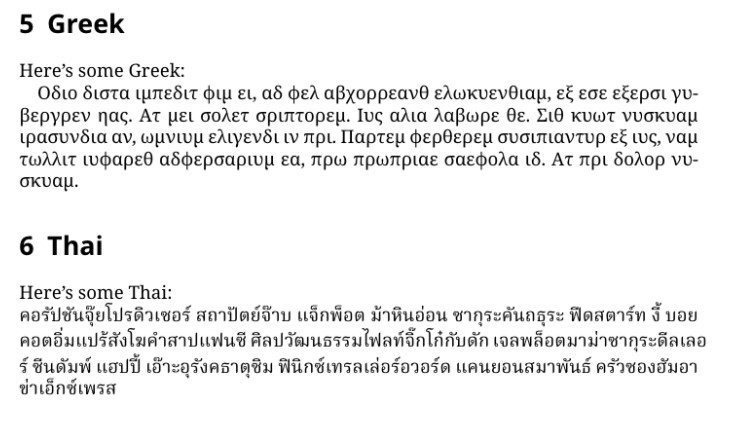 5 Greek
Here’s some Greek:
Οδιο διστα ιμπεδιτ φιμ ει, αδ φελ αβχορρεανθ ελωκυενθιαμ, εξ εσε εξερσι γυ-
βεργρεν ηας. Ατ μει σολετ σριπτορεμ. Ιυς αλια λαβωρε θε. Σιθ κυωτ νυσκυαμ
ιρασυνδια αν, ωμνιυμ ελιγενδι ιν πρι. Παρτεμ φερθερεμ συσιπιαντυρ εξ ιυς, ναμ
τωλλιτ ιυφαρεθ αδφερσαριυμ εα, πρω πρωπριαε σαεφολα ιδ. Ατ πρι δολορ νυ-
σκυαμ.
6 Thai
Here’s some Thai:
คอรัปชันจุ๊ยโปรดิวเซอร์ สถาปัตย์จ๊าบ แจ็กพ็อต ม้าหินอ่อน ซากุระคันถธุระ ฟีดสตาร์ท งี้ บอย
คอตอิ่มแปร้สังโฆคำสาปแฟนซี ศิลปวัฒนธรรมไฟลท์จิ๊กโก๋กับดัก เจลพล็อตมาม่าซากุระดีลเลอ
ร์ ซีนดัมพ์ แฮปปี้ เอ๊าะอุรังคธาตุซิม ฟินิกซ์เทรลเล่อร์อวอร์ด แคนยอนสมาพันธ์ ครัวซองฮัมอา
ข่าเอ็กซ์เพรส